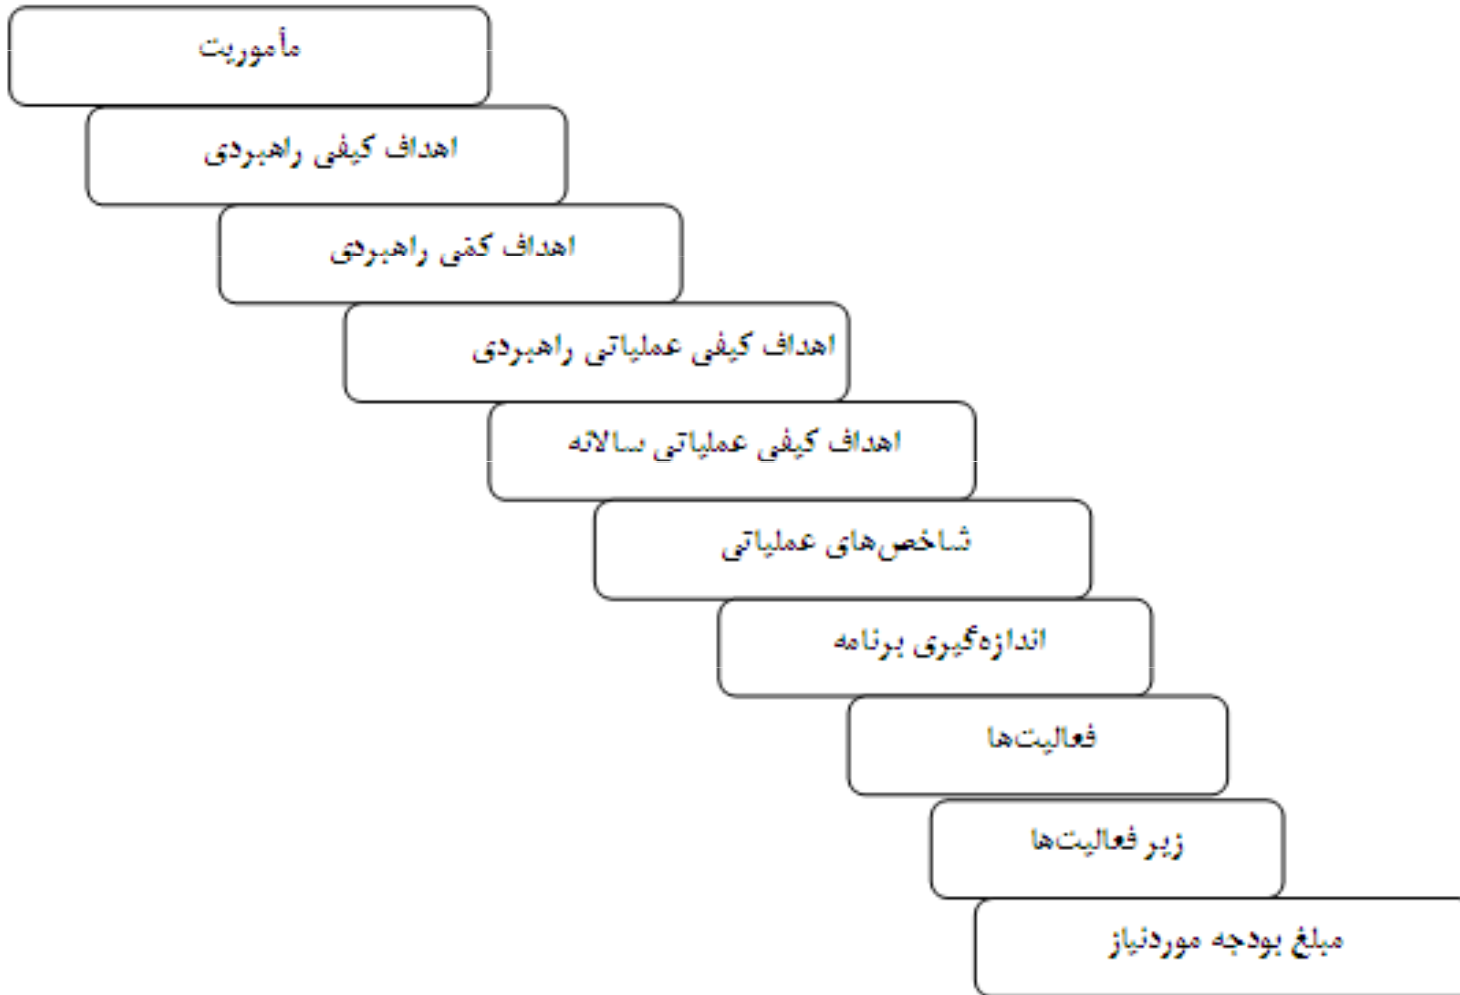 مأموریت
اهداف کیفی راهبردی
اهداف کمّی راهبردی
اهداف کیفی عملیاتی راهبردی
اهداف کیفی عملیاتی سالانه
شاخص‌های عملیاتی
اندازه‌گیری برنامه
فعالیت‌ها
زیر فعالیت‌ها
مبلغ بودجه موردنیاز